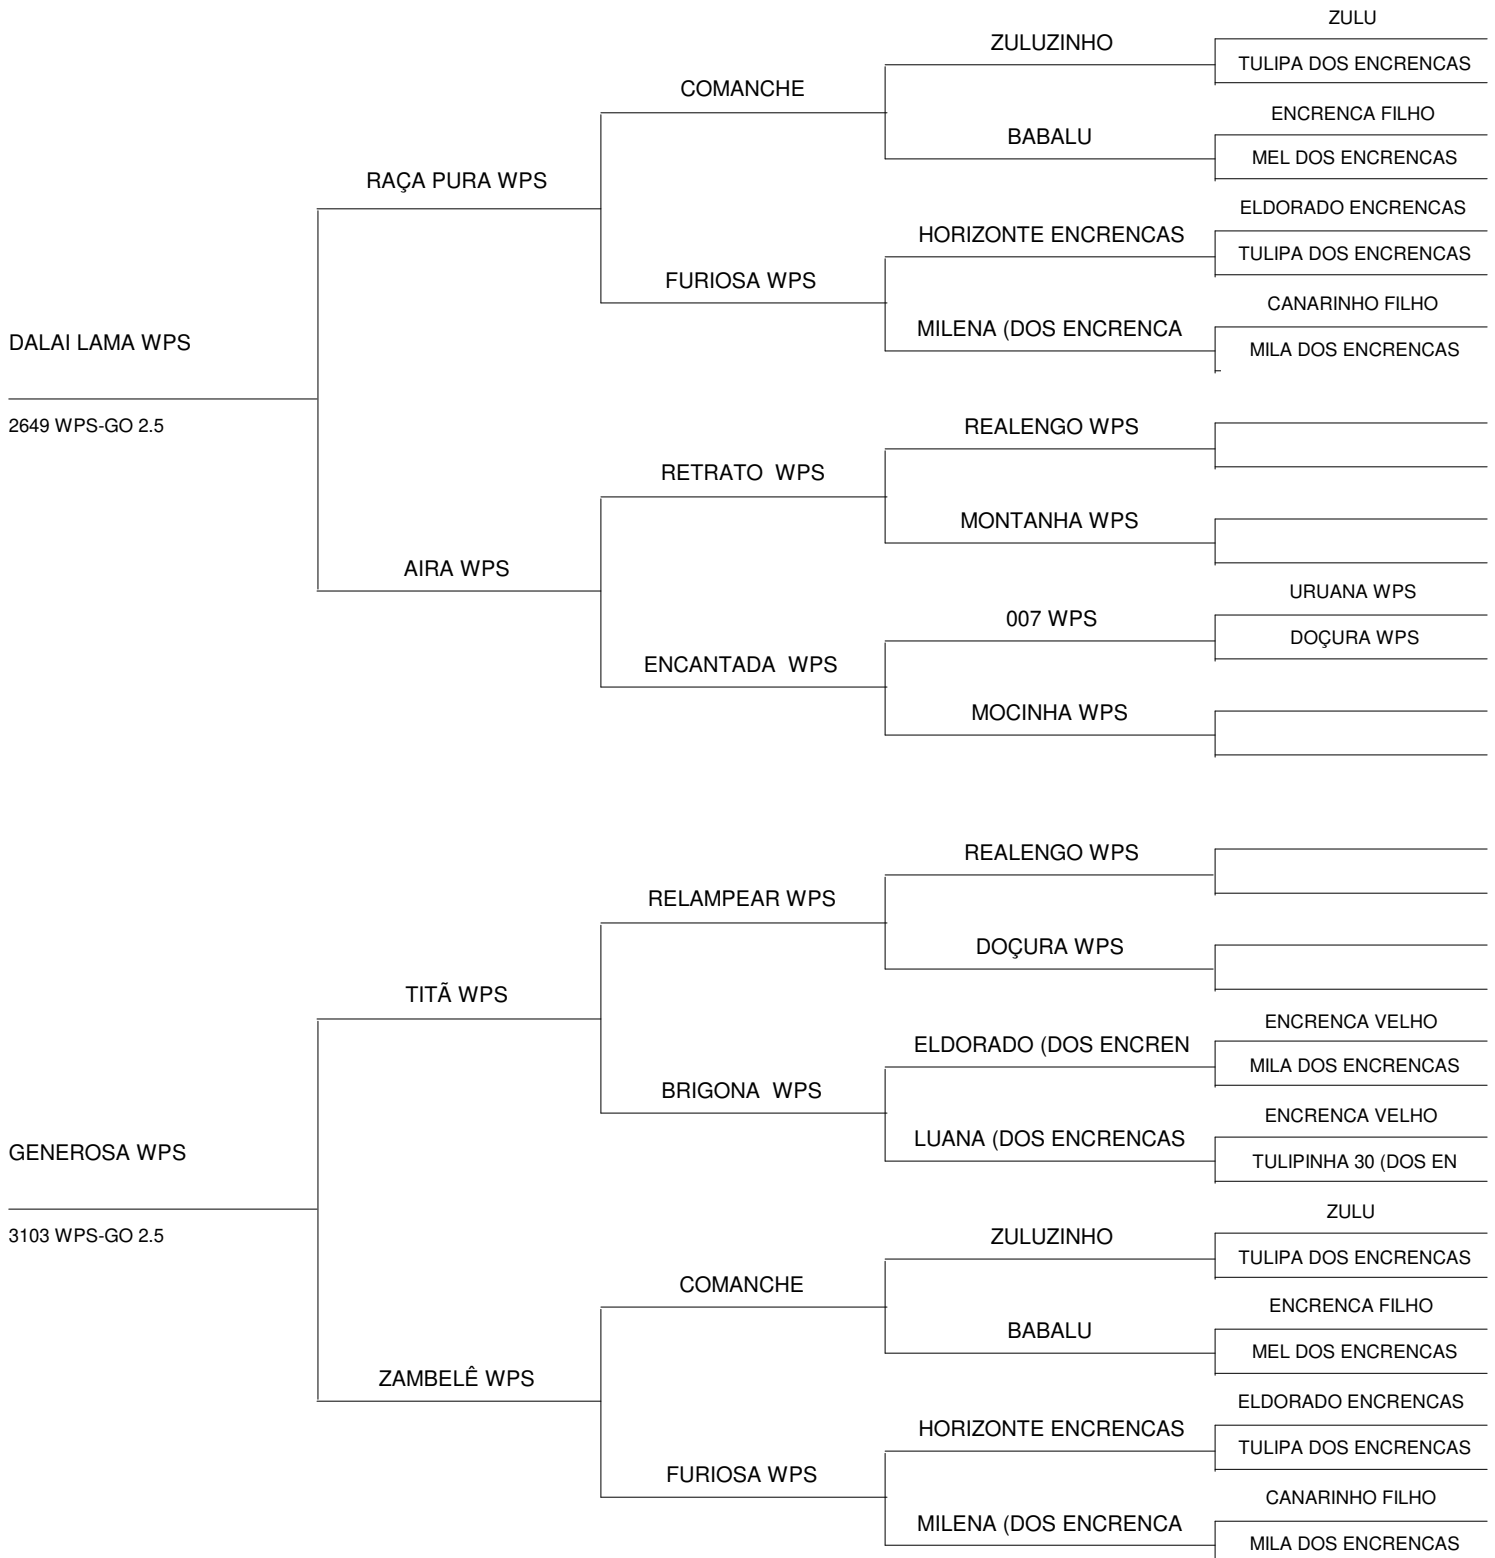 ZULU
ZULUZINHO
TULIPA DOS ENCRENCAS
COMANCHE
ENCRENCA FILHO
BABALU
MEL DOS ENCRENCAS
RAÇA PURA WPS
ELDORADO ENCRENCAS
HORIZONTE ENCRENCAS
TULIPA DOS ENCRENCAS
FURIOSA WPS
CANARINHO FILHO
MILENA (DOS ENCRENCA
MILA DOS ENCRENCAS
DALAI LAMA WPS
2649 WPS-GO 2.5
REALENGO WPS
RETRATO WPS
MONTANHA WPS
AIRA WPS
URUANA WPS
007 WPS
DOÇURA WPS
ENCANTADA WPS
MOCINHA WPS
REALENGO WPS
RELAMPEAR WPS
DOÇURA WPS
TITÃ WPS
ENCRENCA VELHO
ELDORADO (DOS ENCREN
MILA DOS ENCRENCAS
BRIGONA WPS
ENCRENCA VELHO
LUANA (DOS ENCRENCAS
TULIPINHA 30 (DOS EN
GENEROSA WPS
3103 WPS-GO 2.5
ZULU
ZULUZINHO
TULIPA DOS ENCRENCAS
COMANCHE
ENCRENCA FILHO
BABALU
MEL DOS ENCRENCAS
ZAMBELÊ WPS
ELDORADO ENCRENCAS
HORIZONTE ENCRENCAS
TULIPA DOS ENCRENCAS
FURIOSA WPS
CANARINHO FILHO
MILENA (DOS ENCRENCA
MILA DOS ENCRENCAS